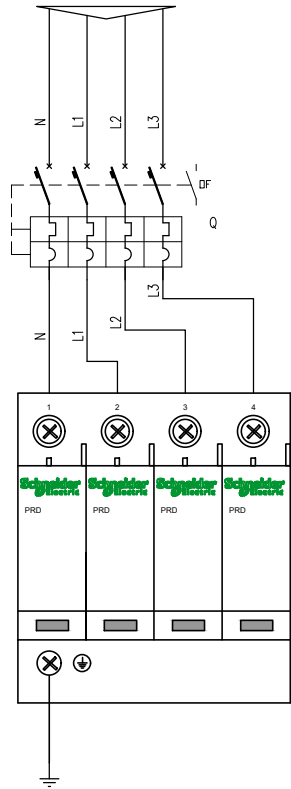 N L1 L2 L3
OF
Q
N L1 L2 L3
1 2 3 4
Schneider Schneider Schneider Schneider
Electric Electric Electric Electric
PRD PRD PRD PRD